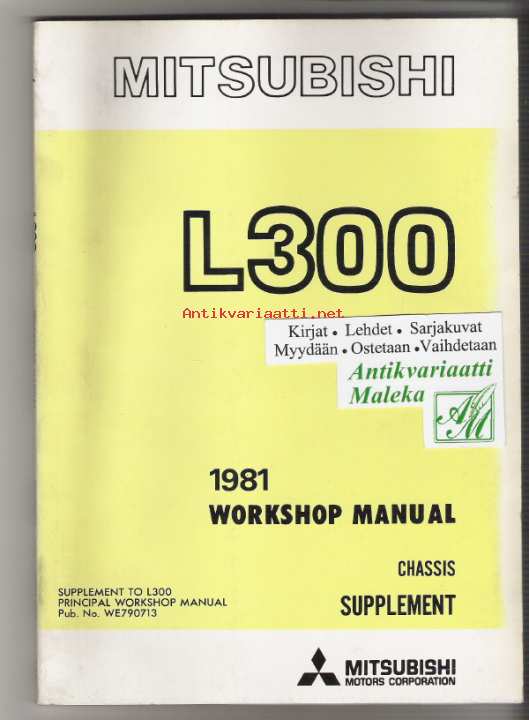 MITSUBISHI
L300
Antikvariaatti.net
Kirjat • Lehdet • Sarjakuvat
Myydään • Ostetaan • Vaihdetaan
Antikvariaatti
Maleka
AM
1981
WORKSHOP MANUAL
CHASSIS
SUPPLEMENT
SUPPLEMENT TO L300
PRINCIPAL WORKSHOP MANUAL
Pub. No. WE790713
MITSUBISHI
MOTORS CORPORATION